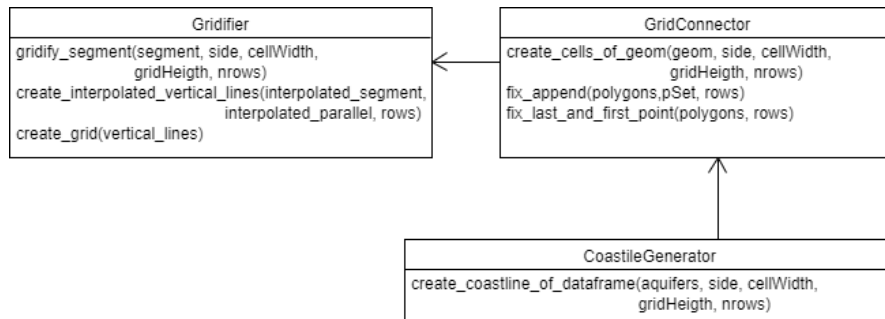 Gridifier
gridify_segment(segment, side, cellWidth,
gridHeigth, nrows)
create_interpolated_vertical_lines(interpolated_segment,
interpolated_parallel, rows)
create_grid(vertical_lines)
GridConnector
create_cells_of_geom(geom, side, cellWidth,
gridHeigth, nrows)
fix_append(polygons,pSet, rows)
fix_last_and_first_point(polygons, rows)
CoastileGenerator
create_coastline_of_dataframe(aquifers, side, cellWidth,
gridHeigth, nrows)